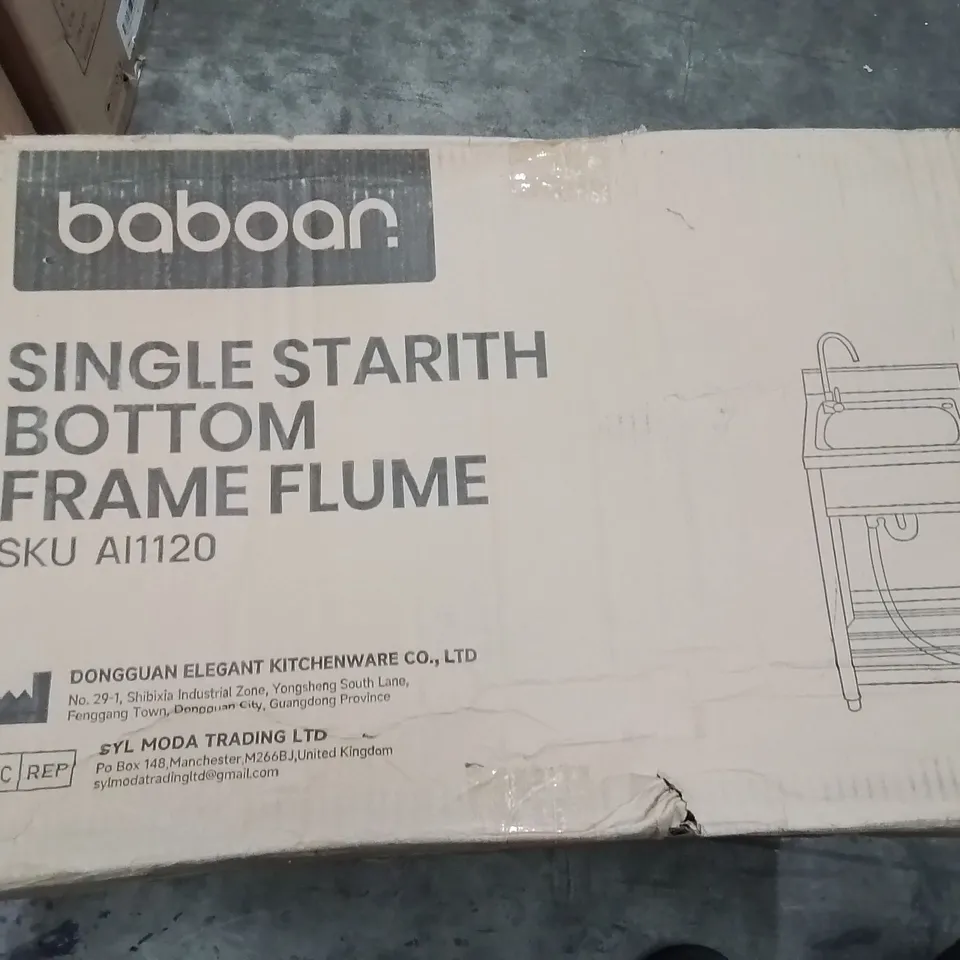 baboan
SINGLE STARITH
BOTTOM
FRAME FLUME
SKU AI1120
DONGGUAN ELEGANT KITCHENWARE CO., LTD
No. 29-1, Shibixia Industrial Zone, Yongsheng South Lane,
Fenggang Town, Dongguan City, Guangdong Province
C REP
SYL MODA TRADING LTD
Po Box 148,Manchester,M266BJ,United Kingdom
sylmodatradingltd@gmail.com